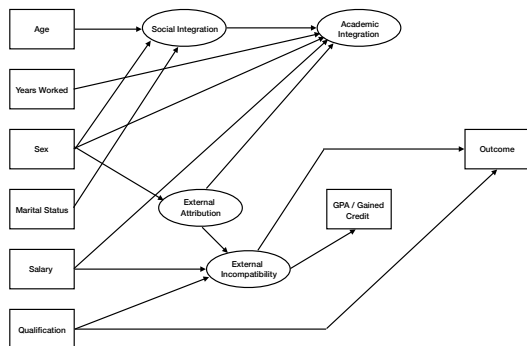 Age
Social Integration
Academic
Integration
Years Worked
Sex
Outcome
Marital Status
External
Attribution
GPA / Gained
Credit
Salary
External
Incompatibility
Qualification